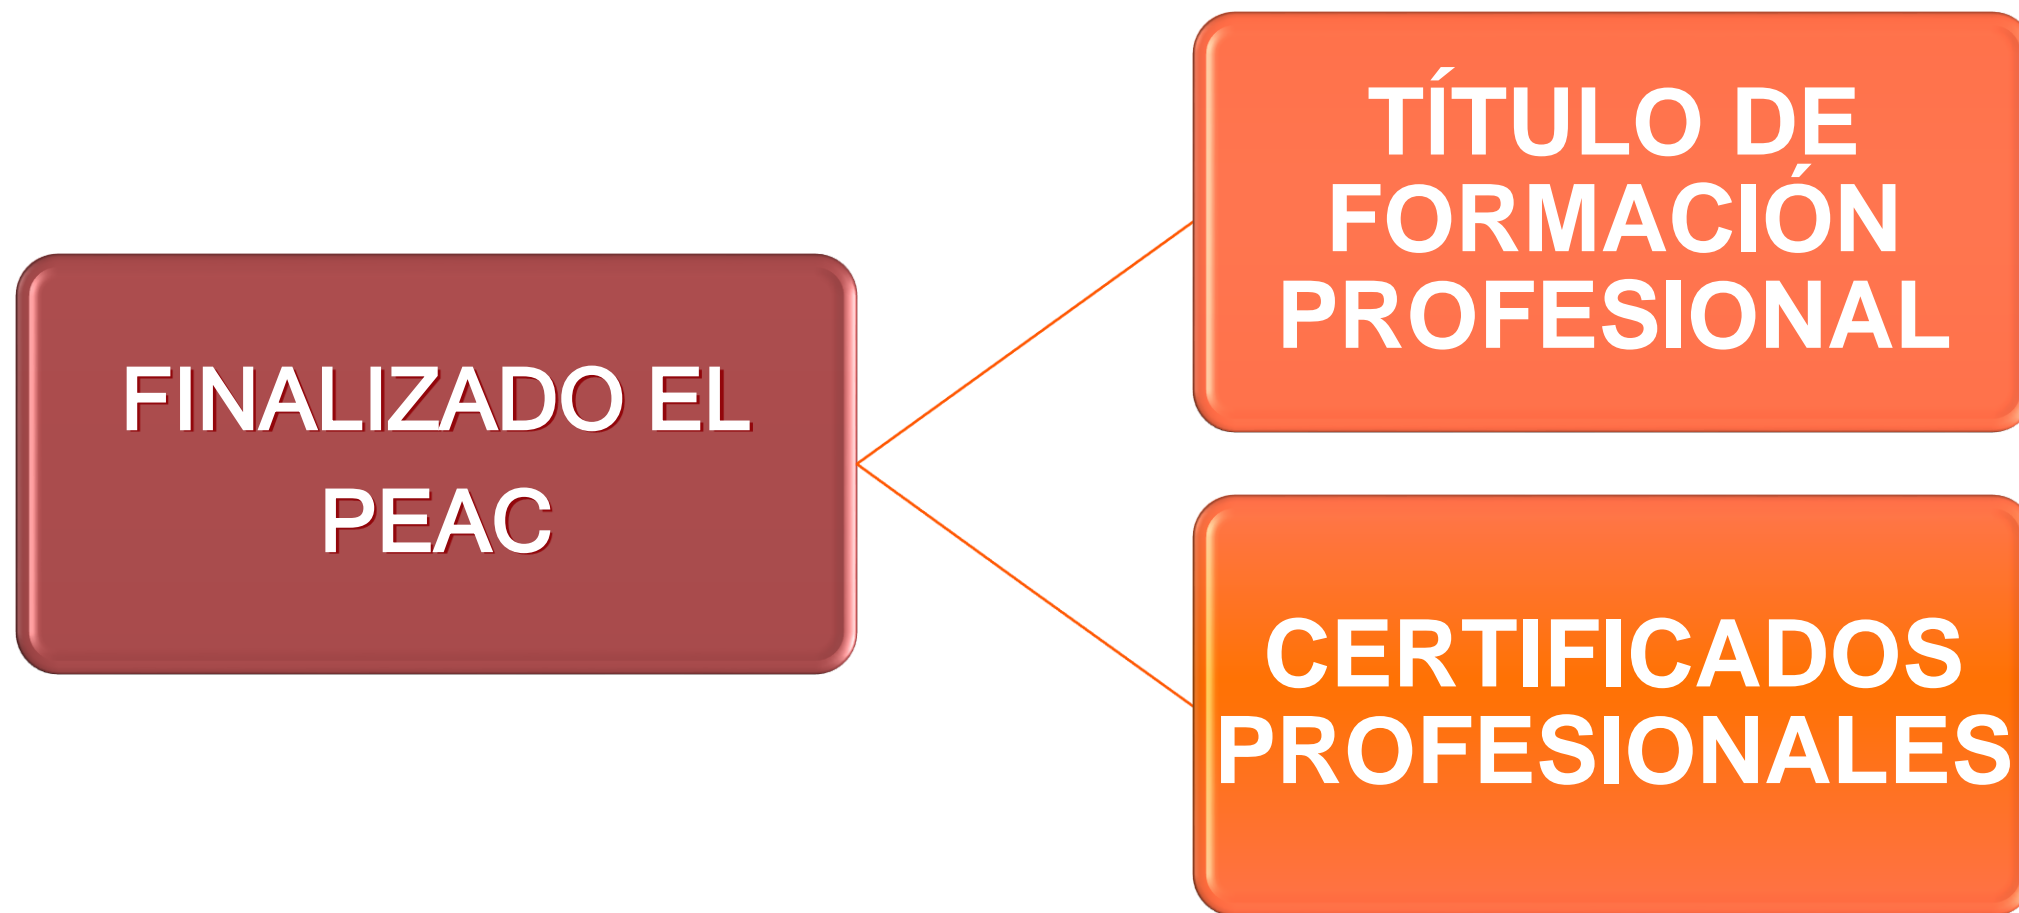 FINALIZADO EL
PEAC
TÍTULO DE
FORMACIÓN
PROFESIONAL
CERTIFICADOS
PROFESIONALES